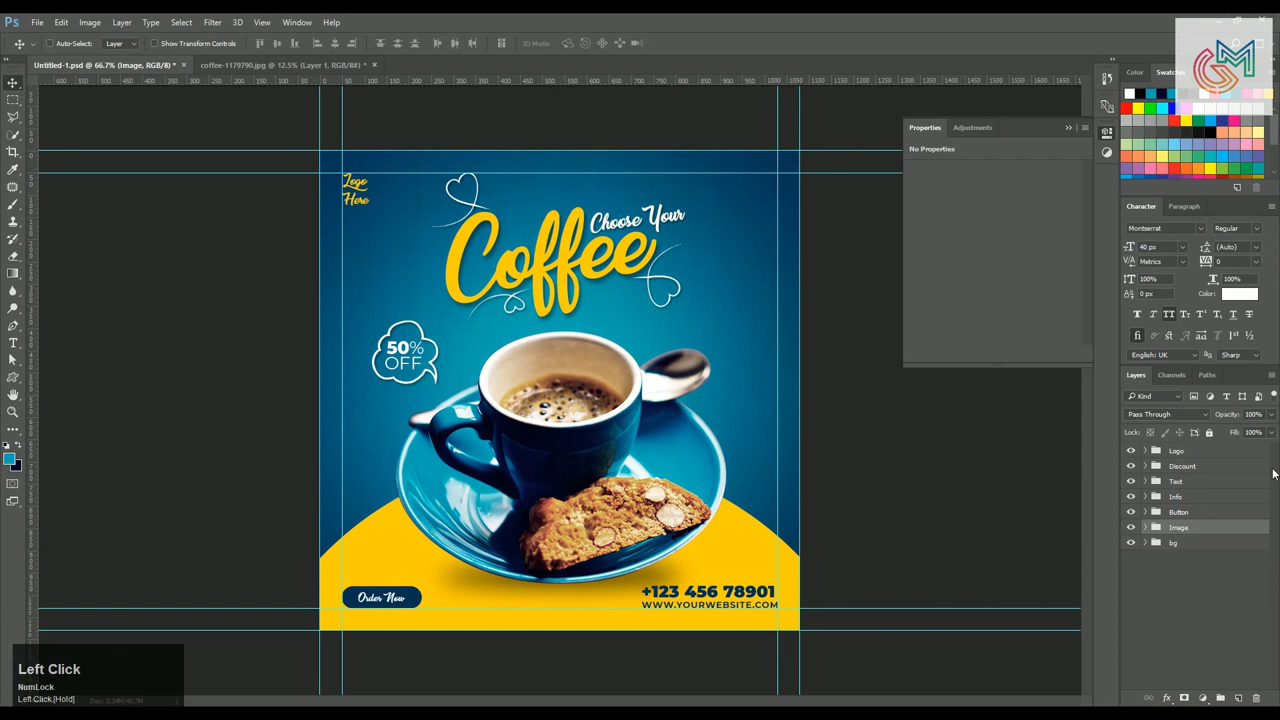 Ps File Edit Image Layer Type Select Filter 3D View Window Help
Auto-Select: Layer Show Transform Controls 3D Mode:
Untitled-1.psd @ 66.7% (Image, RGB/8) * × coffee-1179790.jpg @ 12.5% (Layer 1, RGB/8#) * ×
Color Swatches
Properties Adjustments
No Properties
Logo
Here
Choose Your
Coffee
50%
OFF
Order Now
+123 456 78901
WWW.YOURWEBSITE.COM
Character Paragraph
Montserrat Regular
40 px (Auto)
Metrics 0
100% 100%
0 px Color:
English: UK Sharp
Layers Channels Paths
Kind
Pass Through Opacity: 100%
Lock: Fill: 100%
Logo
Discount
Text
Info
Button
Image
bg
Left Click
NumLock
Left Click [Hold]
GM